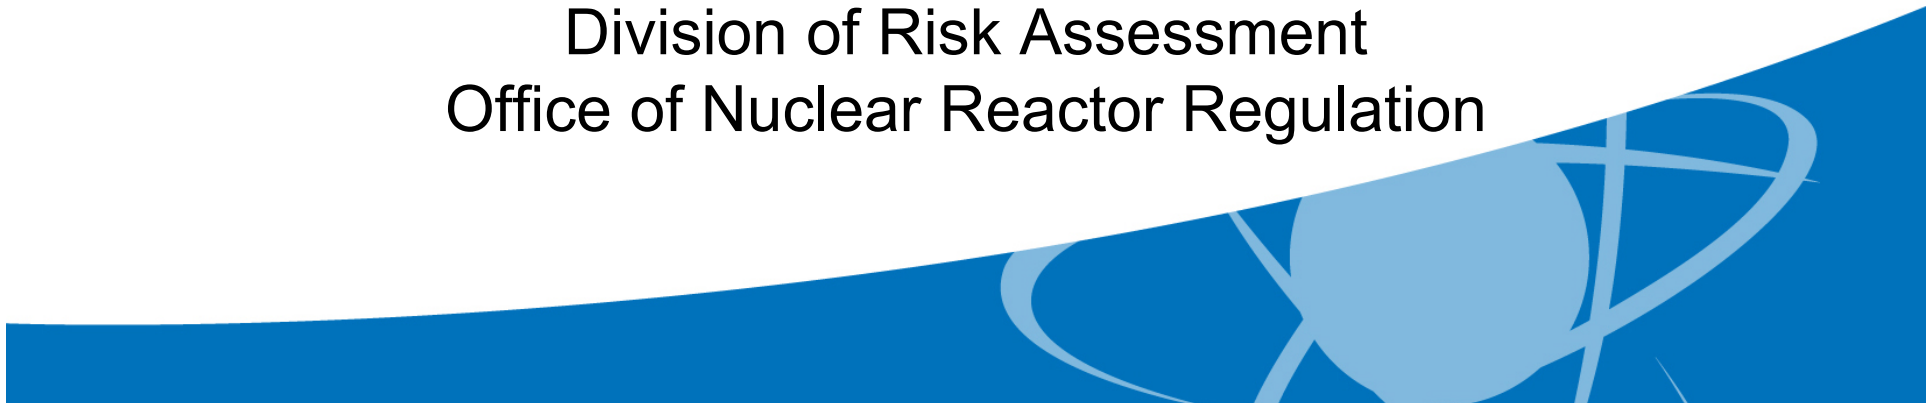 Division of Risk Assessment
Office of Nuclear Reactor Regulation